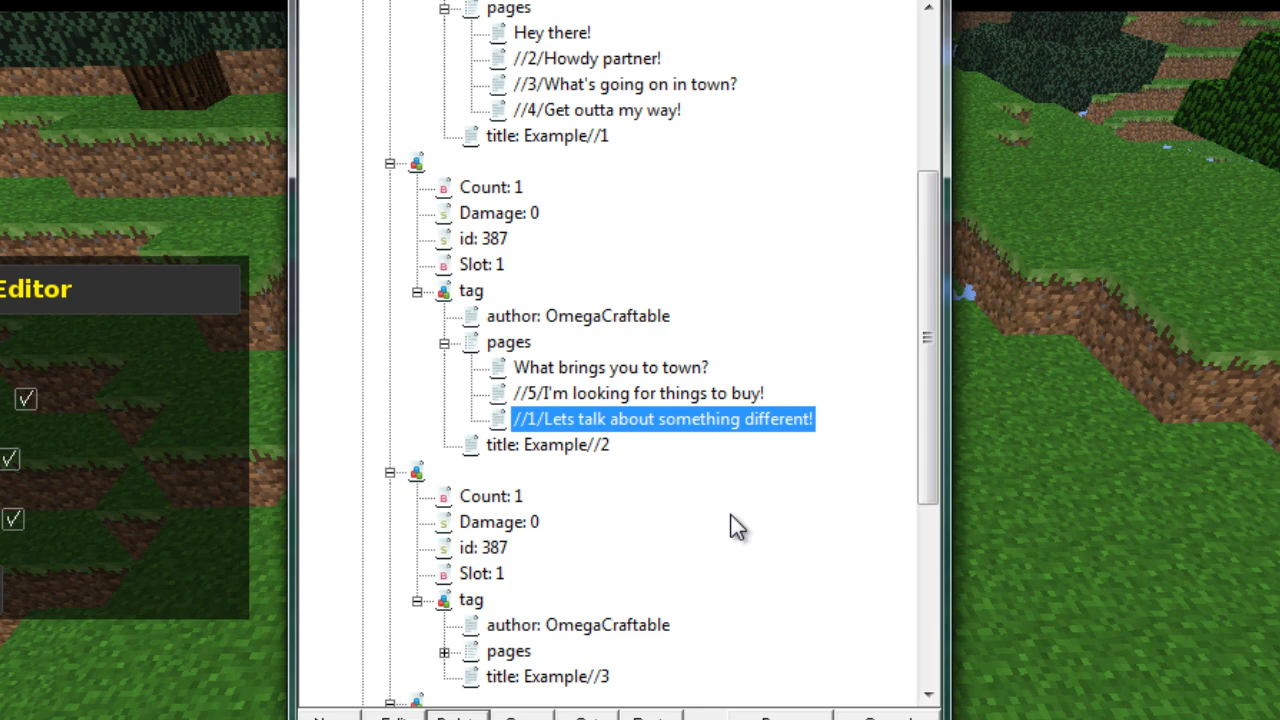 pages
Hey there!
//2/Howdy partner!
//3/What's going on in town?
//4/Get outta my way!
title: Example//1
Count: 1
Damage: 0
id: 387
Slot: 1
Editor
tag
author: OmegaCraftable
pages
What brings you to town?
//5/I'm looking for things to buy!
//1/Lets talk about something different!
title: Example//2
Count: 1
Damage: 0
id: 387
Slot: 1
tag
author: OmegaCraftable
pages
title: Example//3